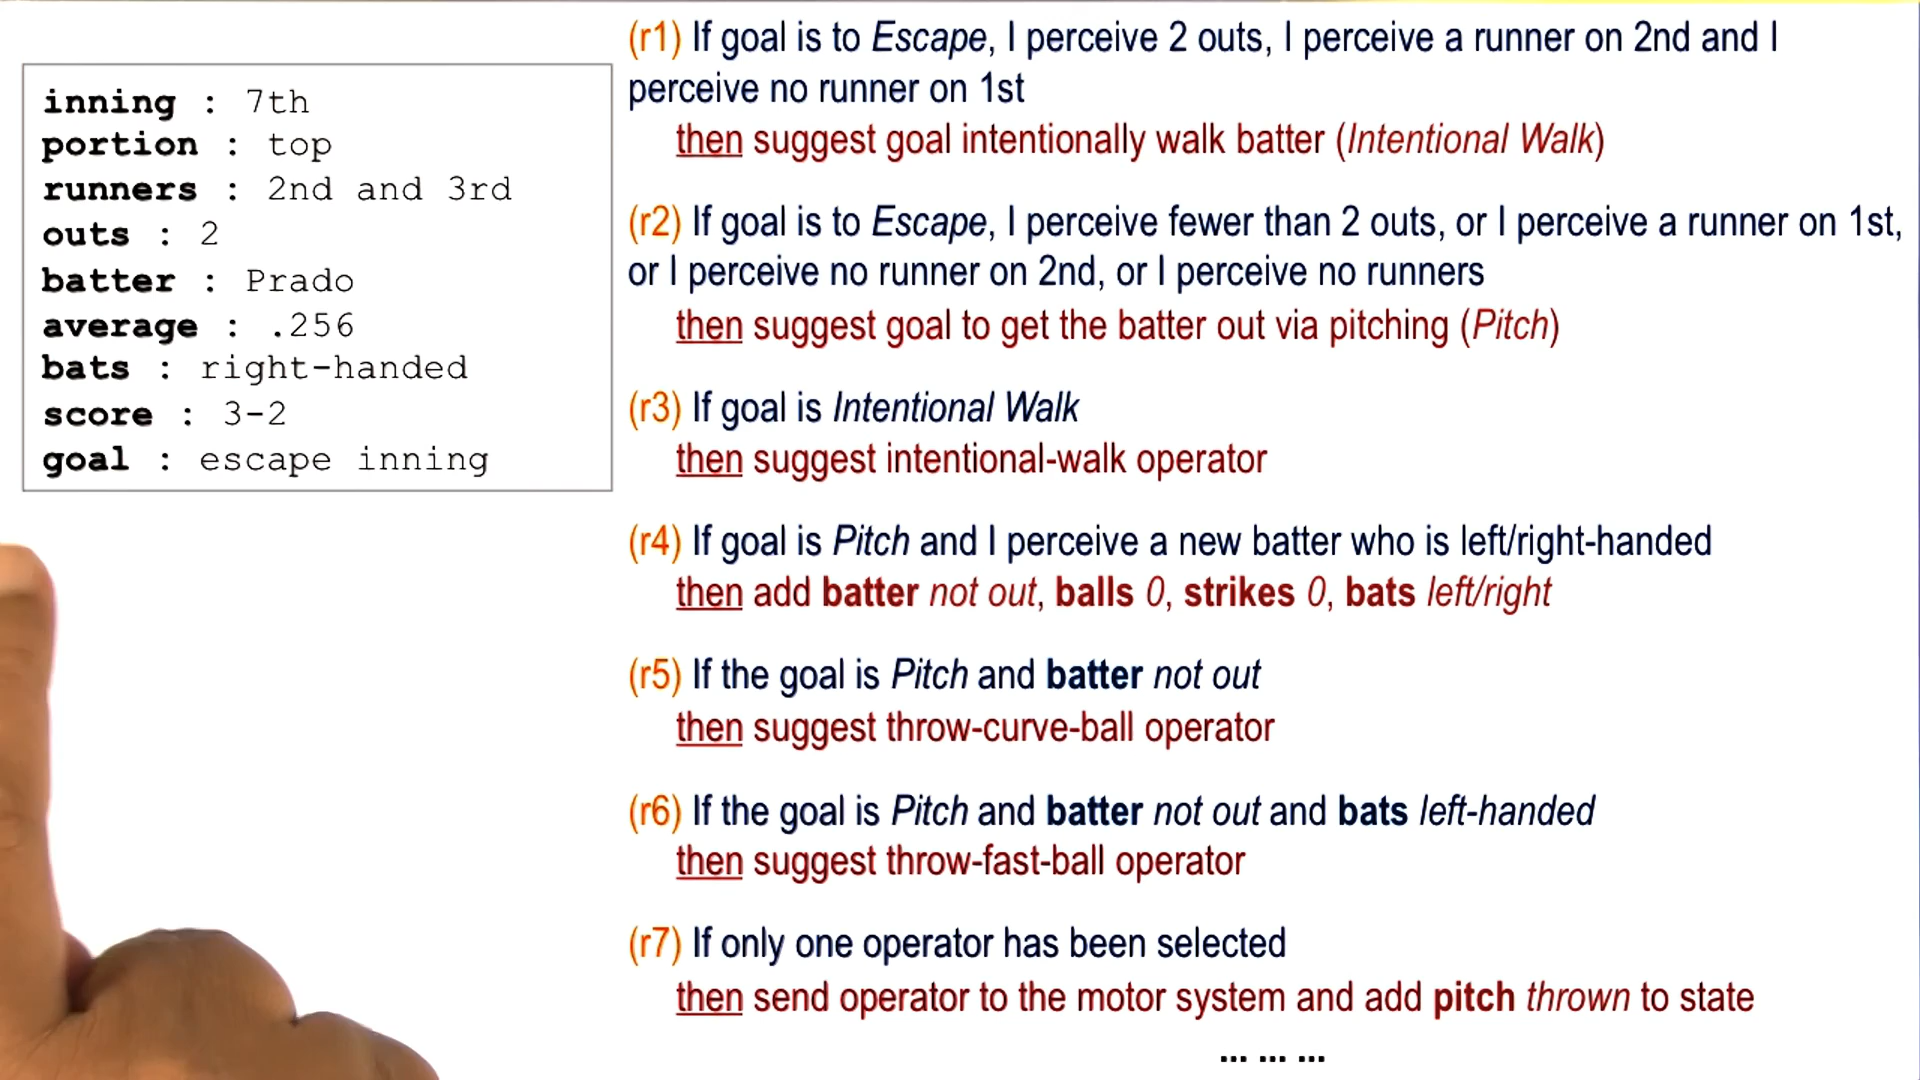 inning : 7th
portion : top
runners : 2nd and 3rd
outs : 2
batter : Prado
average : .256
bats : right-handed
score : 3-2
goal : escape inning
(r1) If goal is to Escape, I perceive 2 outs, I perceive a runner on 2nd and I
perceive no runner on 1st
then suggest goal intentionally walk batter (Intentional Walk)
(r2) If goal is to Escape, I perceive fewer than 2 outs, or I perceive a runner on 1st,
or I perceive no runner on 2nd, or I perceive no runners
then suggest goal to get the batter out via pitching (Pitch)
(r3) If goal is Intentional Walk
then suggest intentional-walk operator
(r4) If goal is Pitch and I perceive a new batter who is left/right-handed
then add batter not out, balls 0, strikes 0, bats left/right
(r5) If the goal is Pitch and batter not out
then suggest throw-curve-ball operator
(r6) If the goal is Pitch and batter not out and bats left-handed
then suggest throw-fast-ball operator
(r7) If only one operator has been selected
then send operator to the motor system and add pitch thrown to state
... ... ...